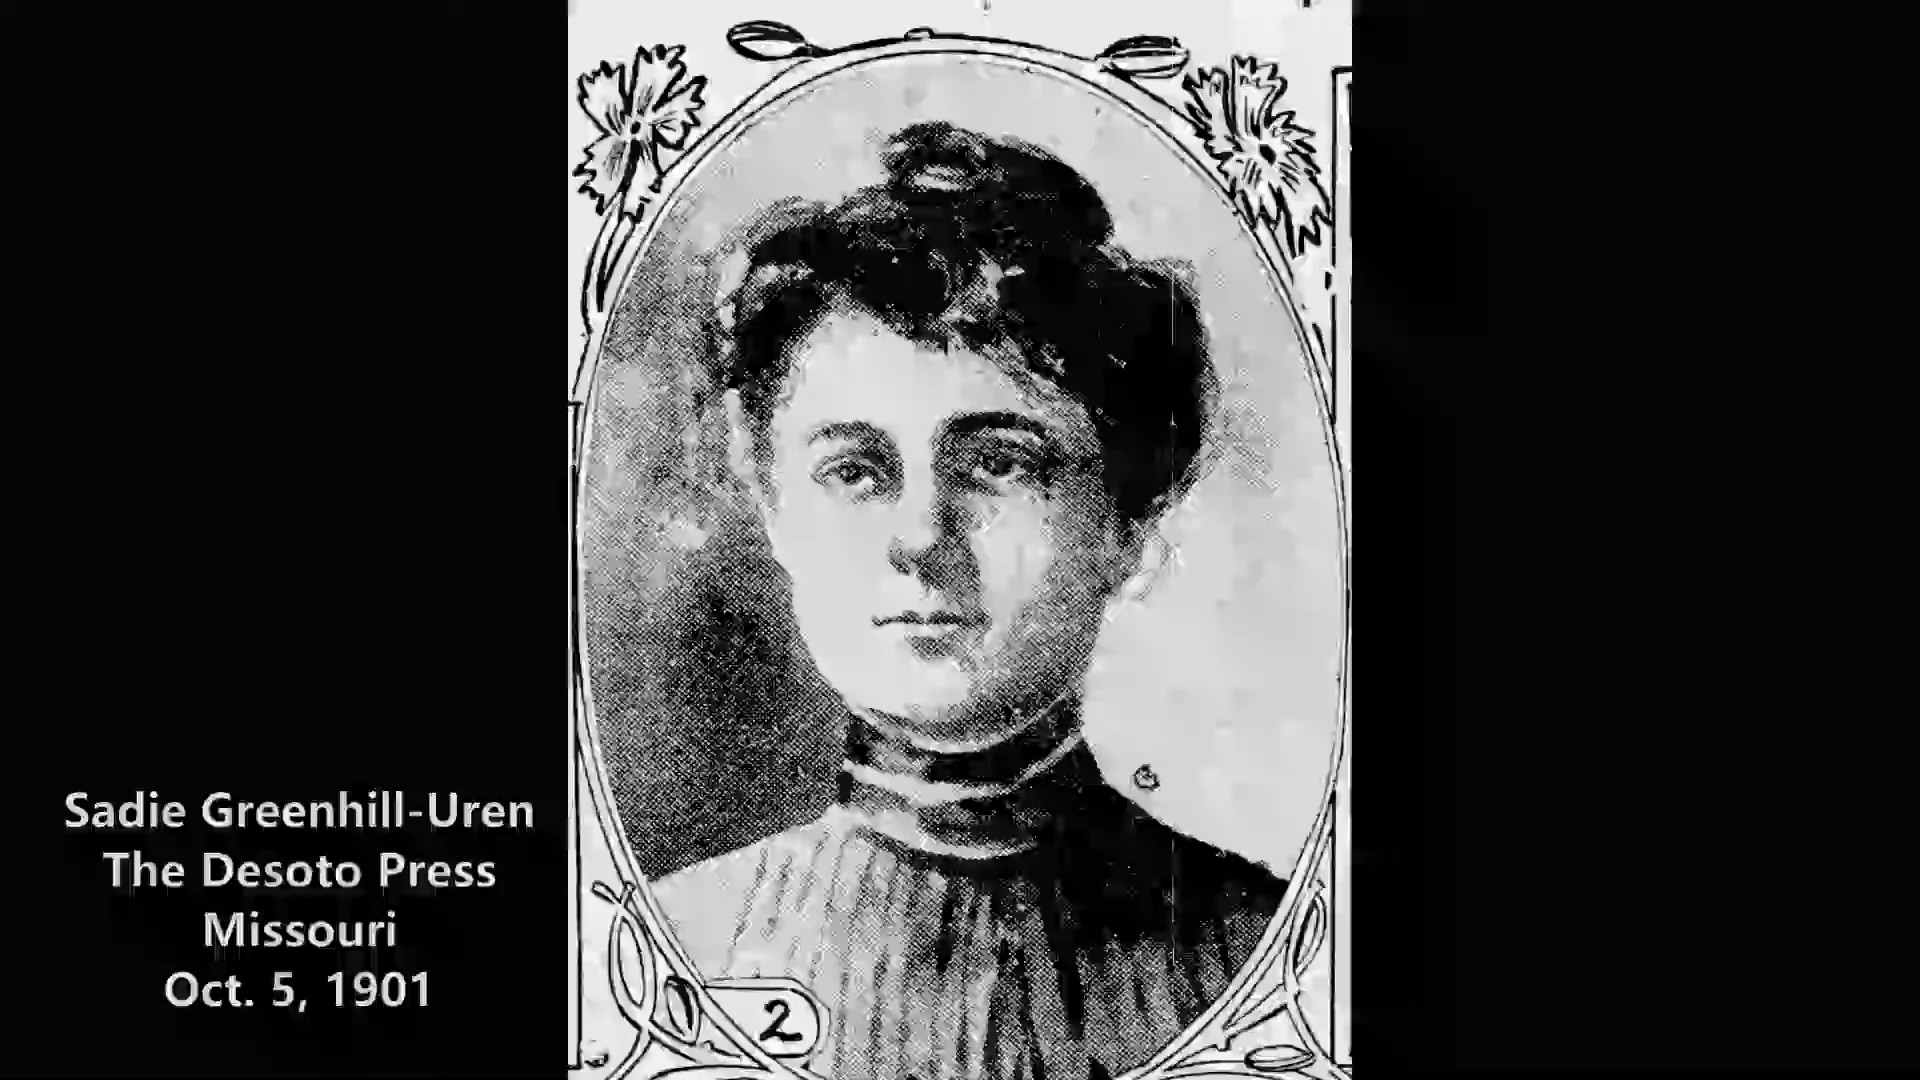 Sadie Greenhill-Uren
The Desoto Press
Missouri
Oct. 5, 1901
2